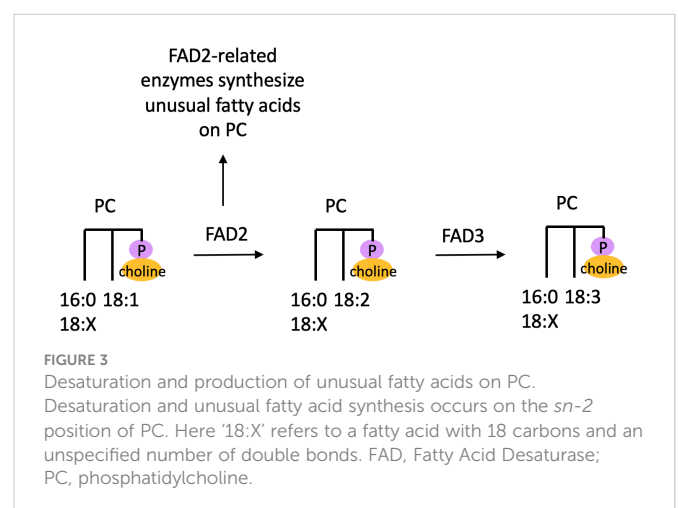 FAD2-related
enzymes synthesize
unusual fatty acids
on PC
PC
PC
PC
FAD2
FAD3
P
choline
P
choline
P
choline
16:0 18:1
18:X
16:0 18:2
18:X
16:0 18:3
18:X
FIGURE 3
Desaturation and production of unusual fatty acids on PC.
Desaturation and unusual fatty acid synthesis occurs on the sn-2
position of PC. Here '18:X' refers to a fatty acid with 18 carbons and an
unspecified number of double bonds. FAD, Fatty Acid Desaturase;
PC, phosphatidylcholine.